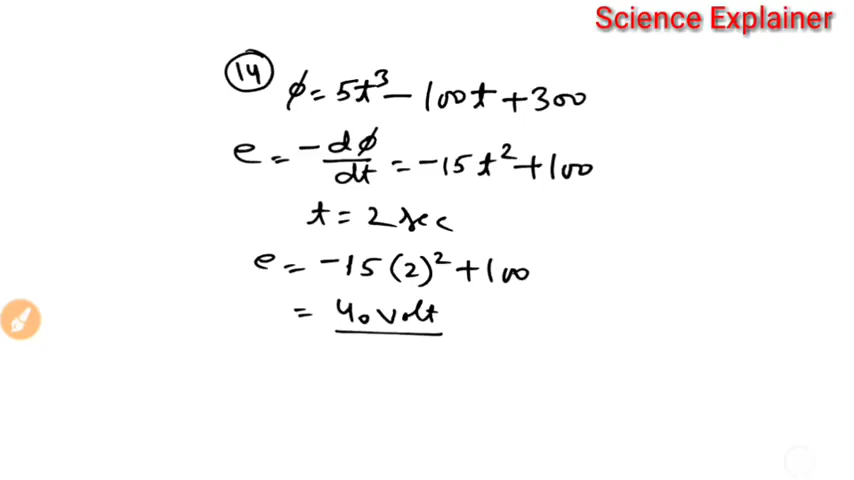 Science Explainer
14 ϕ = 5t³ - 100t + 300
e = -dϕ/dt = -15t² + 100
t = 2 sec
e = -15(2)² + 100
= 40 volt